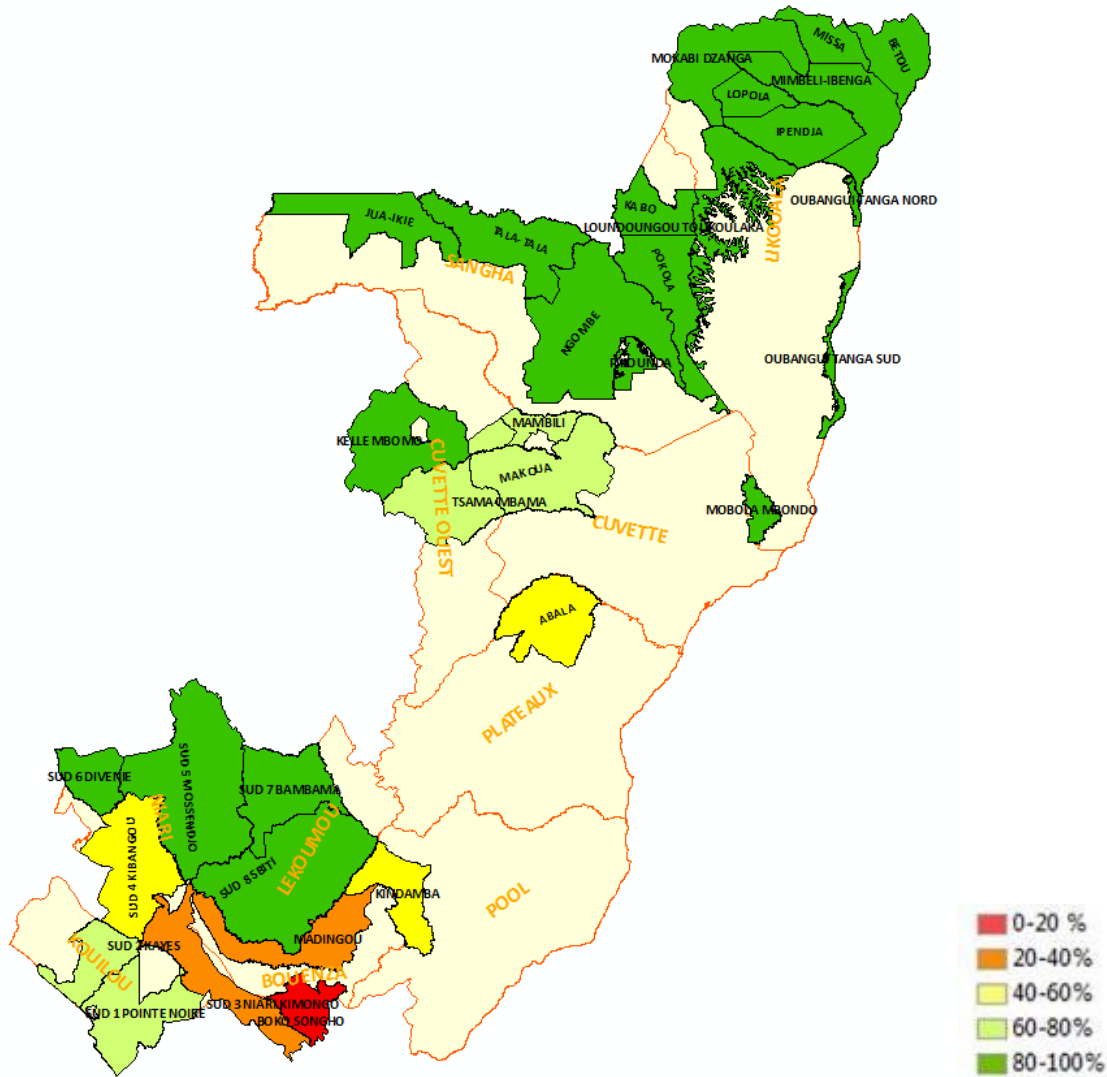 MISSA
BETOU
MOKABI DZANGA
MIMBELI-IBENGA
LOPOLA
IPENDJA
KABO
OUBANGUI TANGA NORD
JUA-IKIE
LOUNDOUNGOU TOUKOULAKA
LIKOUALA
TALA-TALA
SANGHA
POKOLA
NGOMBE
OUBANGUI TANGA SUD
MAMBILI
KELLE MBOMO
MAKOUA
TSAMA-MBAMA
CUVETTE OUEST
MOBOLA MBONDO
CUVETTE
ABALA
PLATEAUX
SUD 6 DIVENIE
SUD 5 MOSSENDJO
SUD 7 BAMBAMA
NIARI
SUD 4 KIBANGOU
LEKOUMOU
SUD 8 SIBITI
KINDAMBA
POOL
MADINGOU
SUD 2 KAYES
KOUILOU
BOUENZA
SUD 3 NIARI KIMONGO
BOKO SONGHO
SUD 1 POINTE NOIRE
0-20 %
20-40%
40-60%
60-80%
80-100%